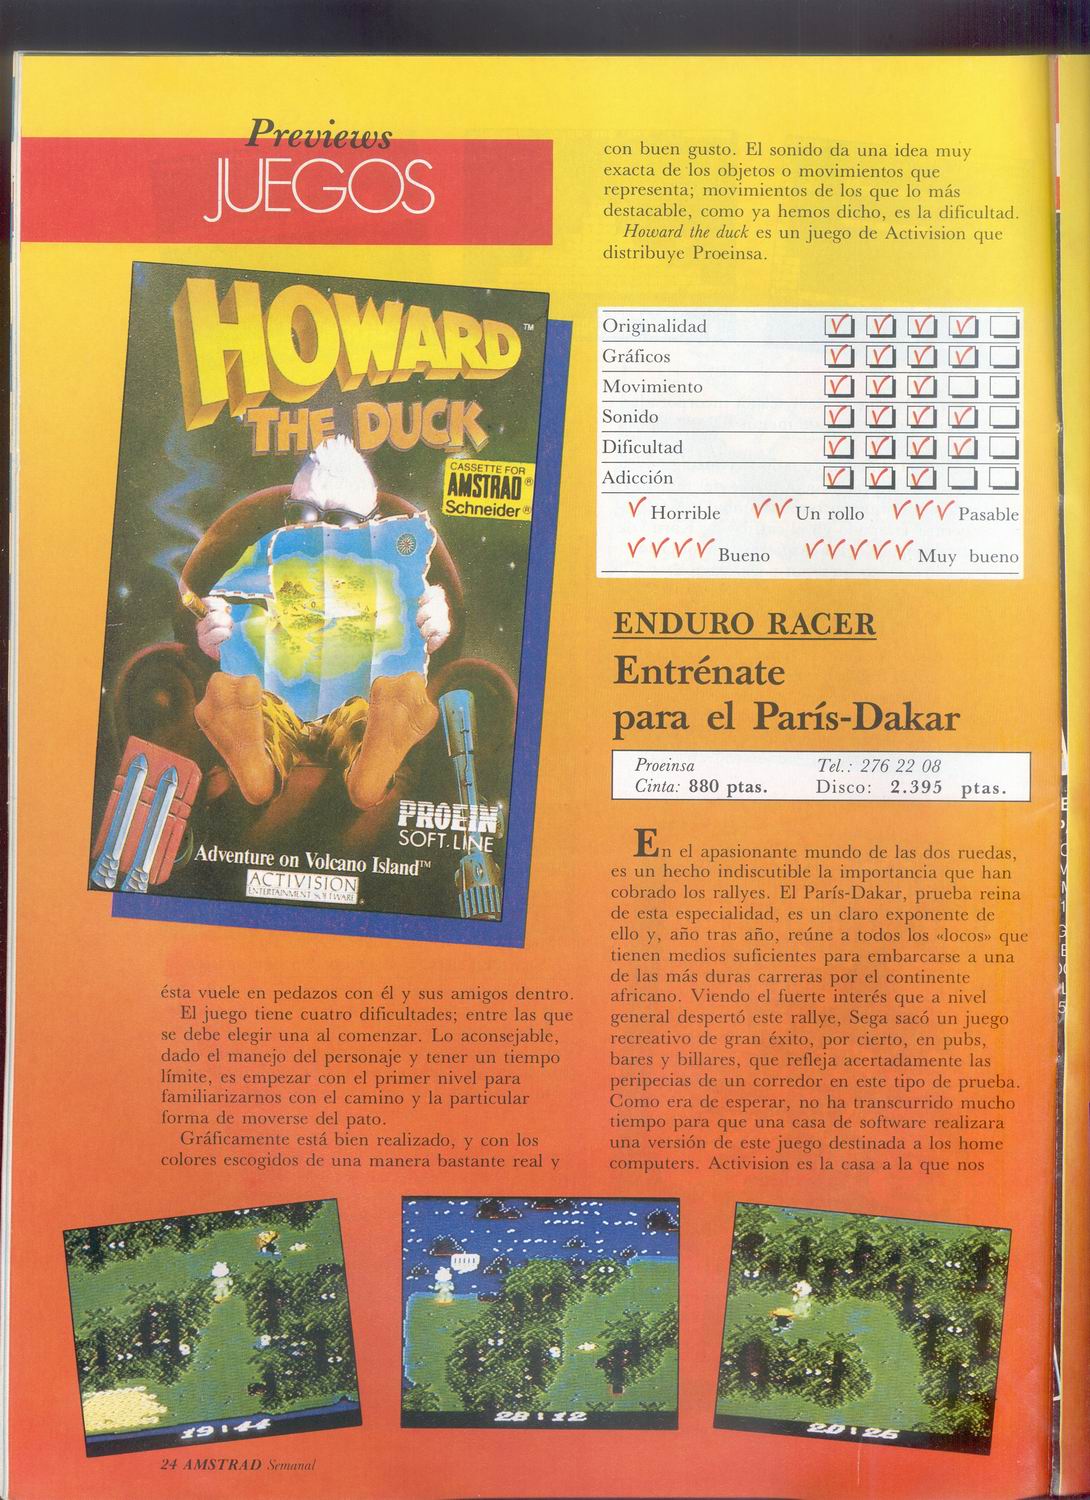 Previews
JUEGOS
HOWARD™
THE DUCK
CASSETTE FOR
AMSTRAD®
Schneider®
PROEIN
SOFT. LINE
Adventure on Volcano Island™
ACTIVISION
ENTERTAINMENT SOFTWARE
ésta vuele en pedazos con él y sus amigos dentro.
El juego tiene cuatro dificultades; entre las que
se debe elegir una al comenzar. Lo aconsejable,
dado el manejo del personaje y tener un tiempo
límite, es empezar con el primer nivel para
familiarizarnos con el camino y la particular
forma de moverse del pato.
Gráficamente está bien realizado, y con los
colores escogidos de una manera bastante real y
con buen gusto. El sonido da una idea muy
exacta de los objetos o movimientos que
representa; movimientos de los que lo más
destacable, como ya hemos dicho, es la dificultad.
Howard the duck es un juego de Activision que
distribuye Proeinsa.
Originalidad
Gráficos
Movimiento
Sonido
Dificultad
Adicción
Horrible Un rollo Pasable
Bueno Muy bueno
ENDURO RACER
Entrénate
para el París-Dakar
Proeinsa Tel.: 276 22 08
Cinta: 880 ptas. Disco: 2.395 ptas.
En el apasionante mundo de las dos ruedas,
es un hecho indiscutible la importancia que han
cobrado los rallyes. El París-Dakar, prueba reina
de esta especialidad, es un claro exponente de
ello y, año tras año, reúne a todos los «locos» que
tienen medios suficientes para embarcarse a una
de las más duras carreras por el continente
africano. Viendo el fuerte interés que a nivel
general despertó este rallye, Sega sacó un juego
recreativo de gran éxito, por cierto, en pubs,
bares y billares, que refleja acertadamente las
peripecias de un corredor en este tipo de prueba.
Como era de esperar, no ha transcurrido mucho
tiempo para que una casa de software realizara
una versión de este juego destinada a los home
computers. Activision es la casa a la que nos
19:44
28:12
20:26
24 AMSTRAD Semanal